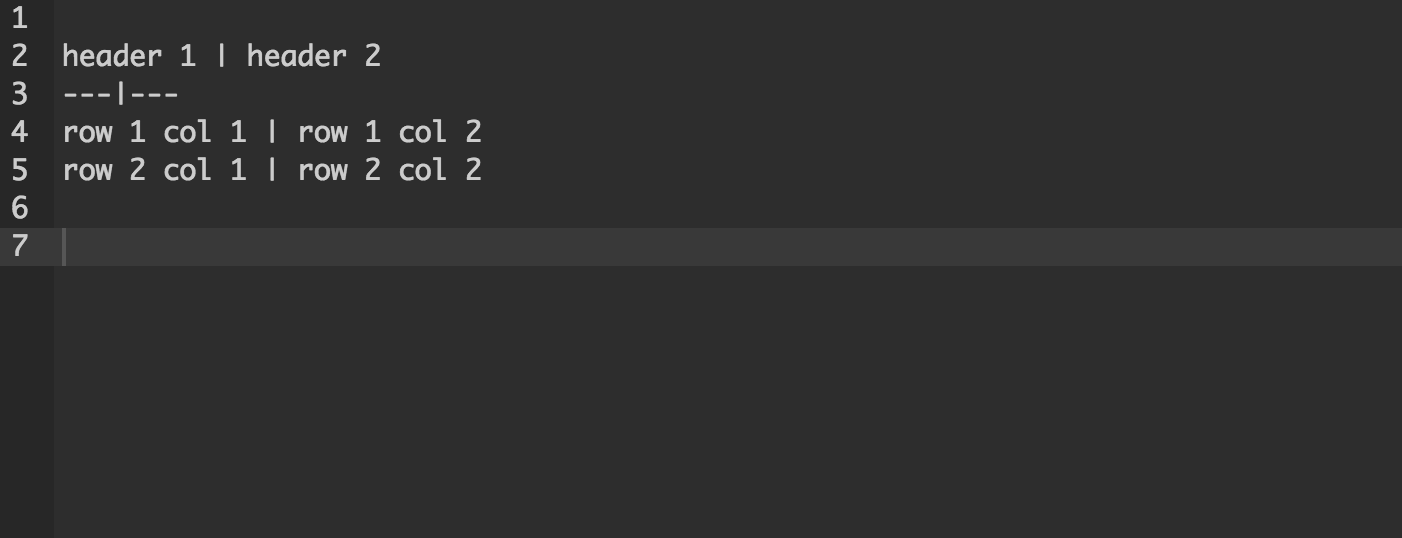 1
2 header 1 | header 2
3 ---|---
4 row 1 col 1 | row 1 col 2
5 row 2 col 1 | row 2 col 2
6
7